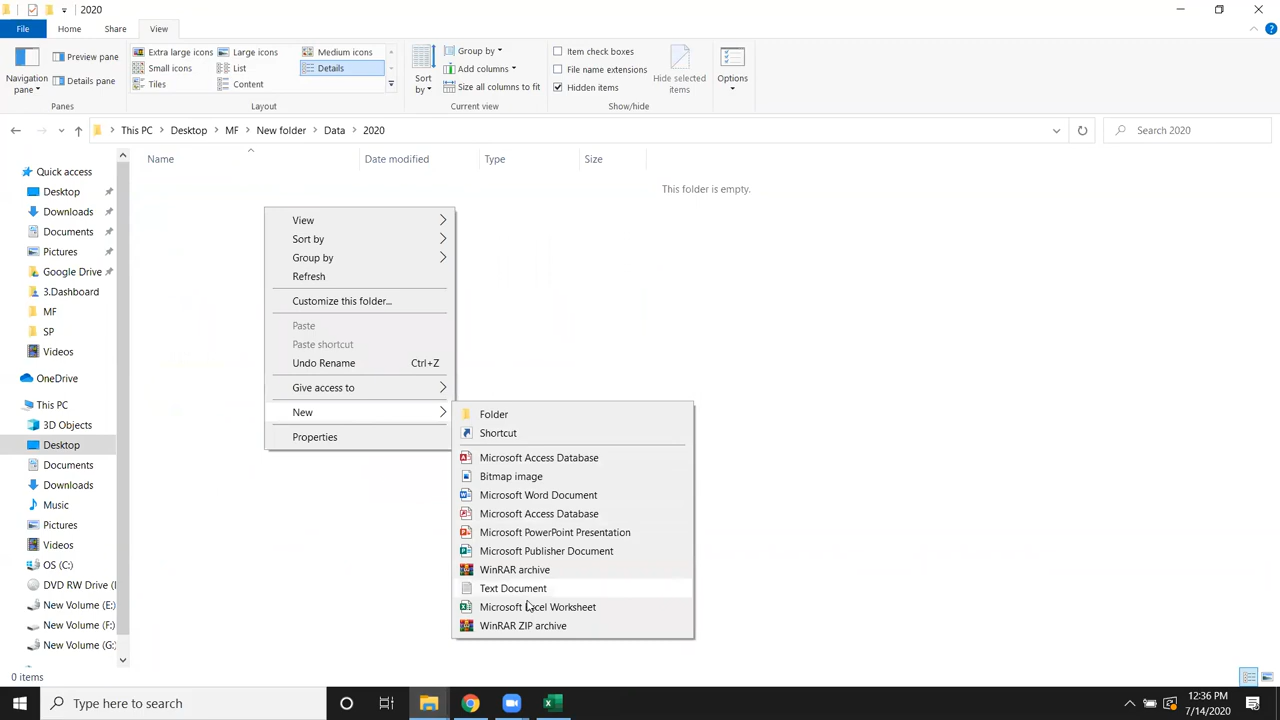 2020
File Home Share View
Navigation pane
Preview pane
Details pane
Panes
Extra large icons Large icons Medium icons
Small icons List Details
Tiles Content
Layout
Sort by
Group by
Add columns
Size all columns to fit
Current view
Item check boxes
File name extensions
Hidden items
Hide selected items
Show/hide
Options
This PC Desktop MF New folder Data 2020
Search 2020
Name Date modified Type Size
This folder is empty.
Quick access
Desktop
Downloads
Documents
Pictures
Google Drive
3.Dashboard
MF
SP
Videos
OneDrive
This PC
3D Objects
Desktop
Documents
Downloads
Music
Pictures
Videos
OS (C:)
DVD RW Drive (
New Volume (E:)
New Volume (F:)
New Volume (G:)
View
Sort by
Group by
Refresh
Customize this folder...
Paste
Paste shortcut
Undo Rename Ctrl+Z
Give access to
New
Properties
Folder
Shortcut
Microsoft Access Database
Bitmap image
Microsoft Word Document
Microsoft Access Database
Microsoft PowerPoint Presentation
Microsoft Publisher Document
WinRAR archive
Text Document
Microsoft Excel Worksheet
WinRAR ZIP archive
0 items
Type here to search
12:36 PM
7/14/2020